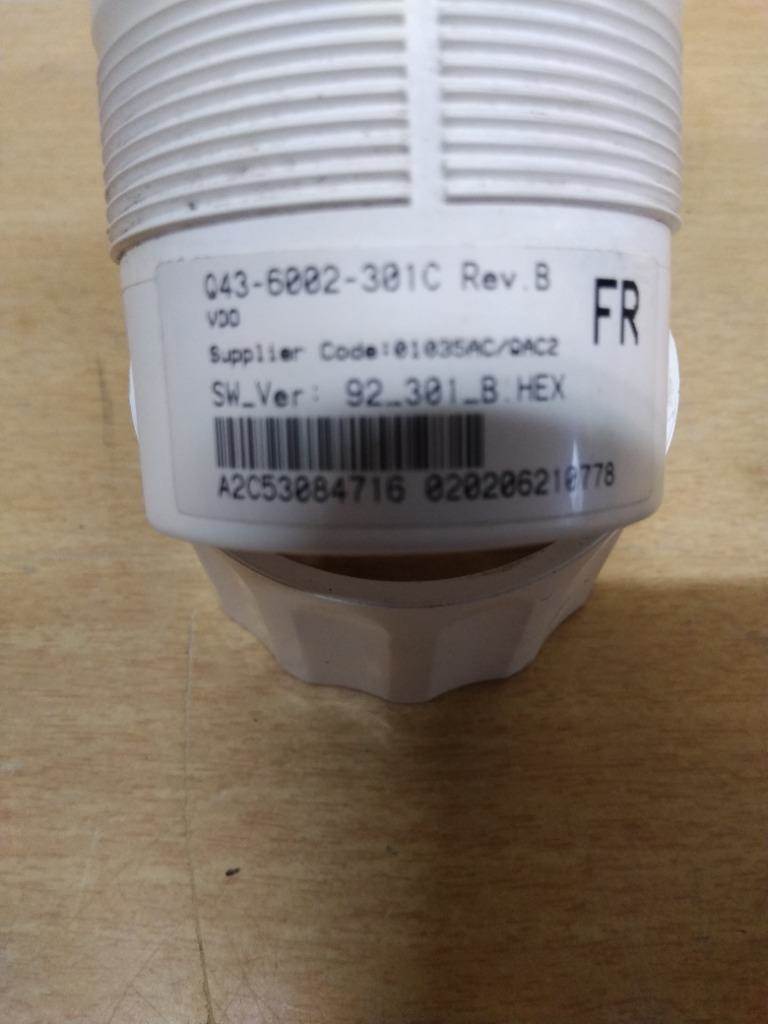 Q43-6002-301C Rev.B
FR
VDO
Supplier Code:01035AC/QAC2
SW_Ver: 92_301_B.HEX
A2C53084716 020206210778